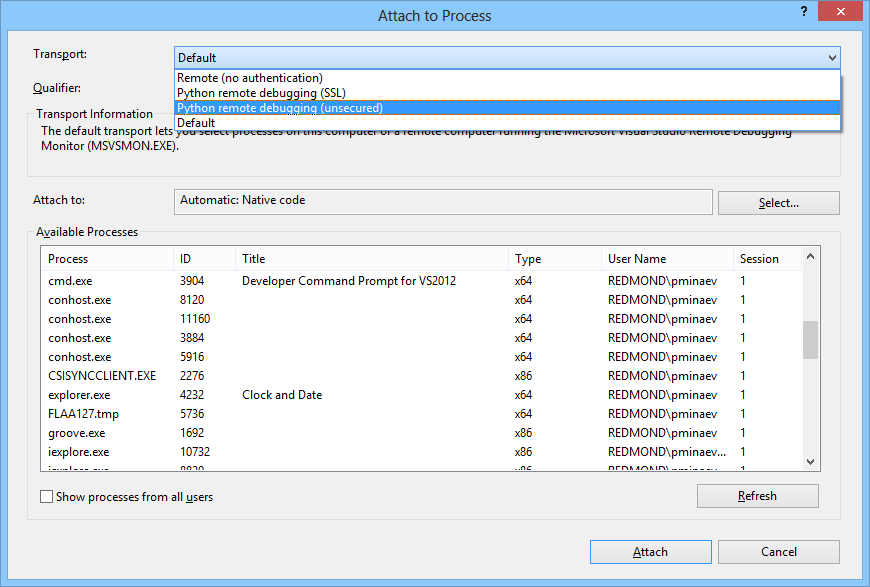 Attach to Process
?
Transport:
Default
Remote (no authentication)
Python remote debugging (SSL)
Python remote debugging (unsecured)
Default
Qualifier:
Transport Information
The default transport lets you select processes on this computer or a remote computer running the Microsoft Visual Studio Remote Debugging
Monitor (MSVSMON.EXE).
Attach to:
Automatic: Native code
Select...
Available Processes
Process ID Title Type User Name Session
cmd.exe 3904 Developer Command Prompt for VS2012 x64 REDMOND\pminaev 1
conhost.exe 8120 x64 REDMOND\pminaev 1
conhost.exe 11160 x64 REDMOND\pminaev 1
conhost.exe 3884 x64 REDMOND\pminaev 1
conhost.exe 5916 x64 REDMOND\pminaev 1
CSISYNCCLIENT.EXE 2276 x86 REDMOND\pminaev 1
explorer.exe 4232 Clock and Date x64 REDMOND\pminaev 1
FLAA127.tmp 5736 x64 REDMOND\pminaev 1
groove.exe 1692 x86 REDMOND\pminaev 1
iexplore.exe 10732 x86 REDMOND\pminaev... 1
iexplore.exe 8820 x86 REDMOND\pminaev 1
Show processes from all users
Refresh
Attach
Cancel